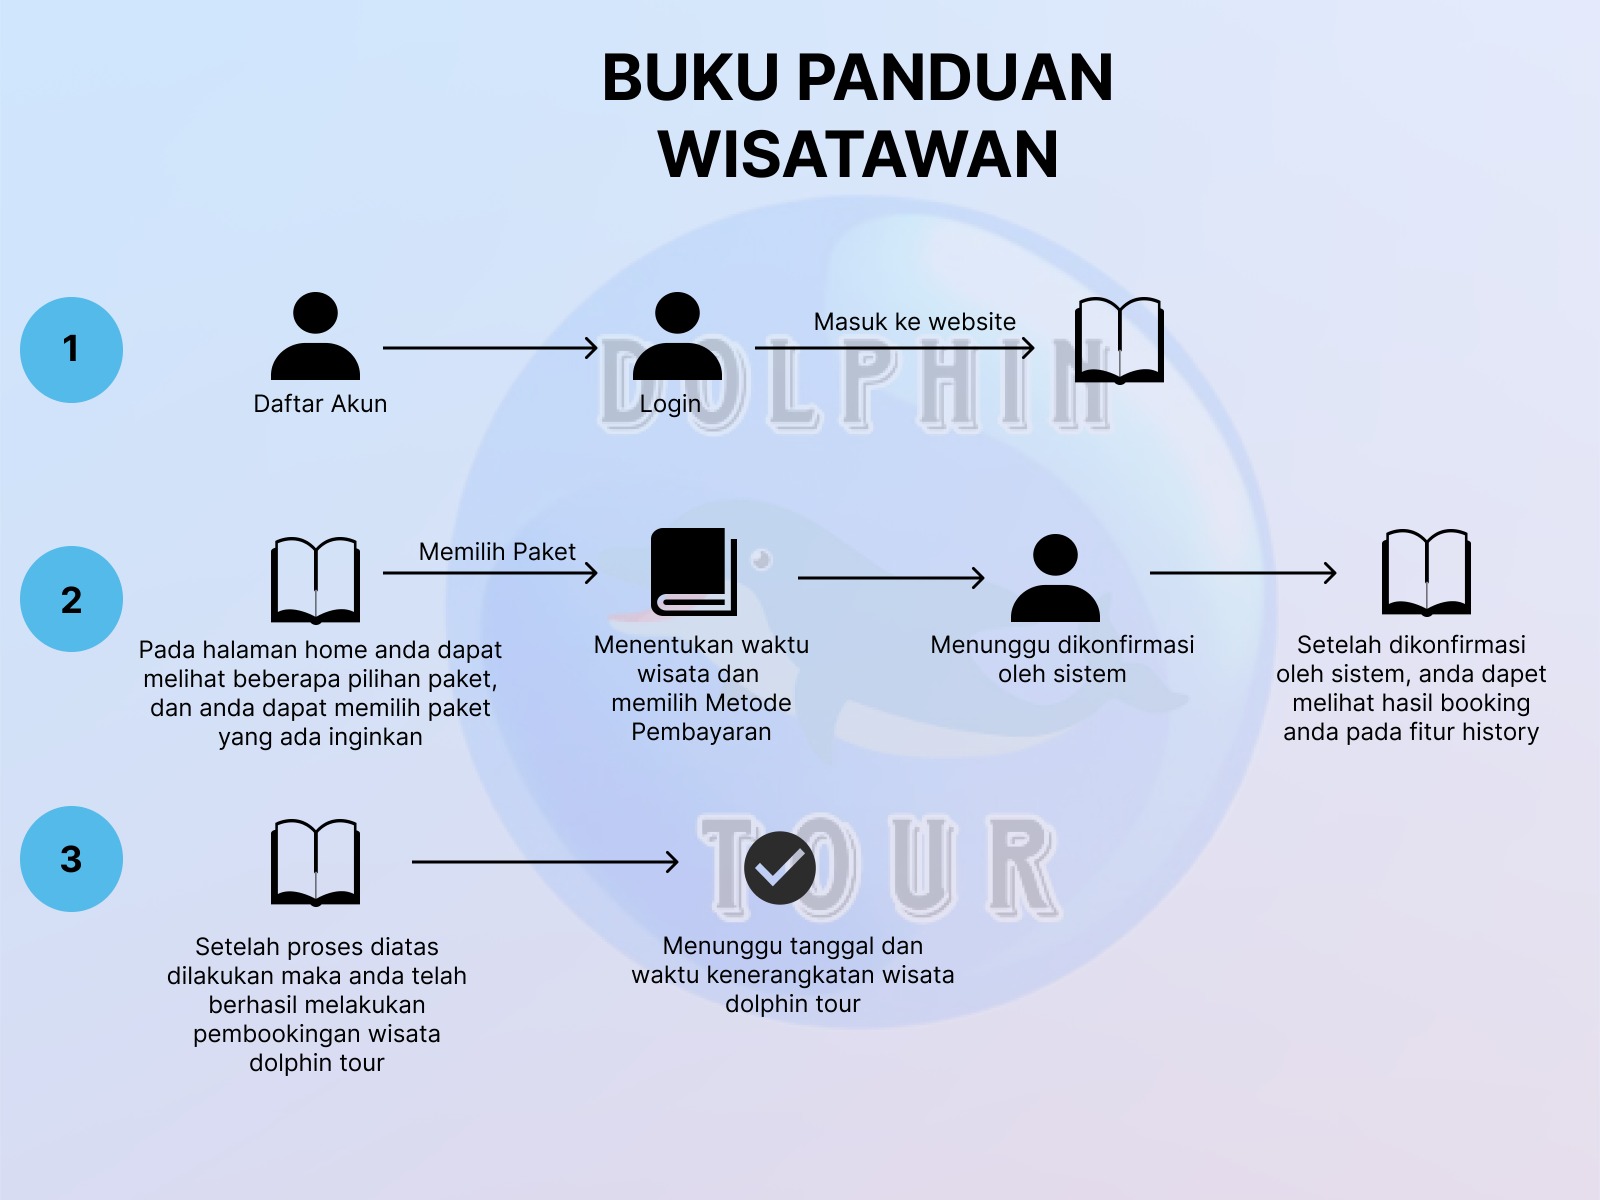 BUKU PANDUAN
WISATAWAN
1
Daftar Akun
Login
Masuk ke website
DOLPHIN
2
Memilih Paket
Pada halaman home anda dapat
melihat beberapa pilihan paket,
dan anda dapat memilih paket
yang ada inginkan
Menentukan waktu
wisata dan
memilih Metode
Pembayaran
Menunggu dikonfirmasi
oleh sistem
Setelah dikonfirmasi
oleh sistem, anda dapet
melihat hasil booking
anda pada fitur history
3
TOUR
Setelah proses diatas
dilakukan maka anda telah
berhasil melakukan
pembookingan wisata
dolphin tour
Menunggu tanggal dan
waktu kenerangkatan wisata
dolphin tour